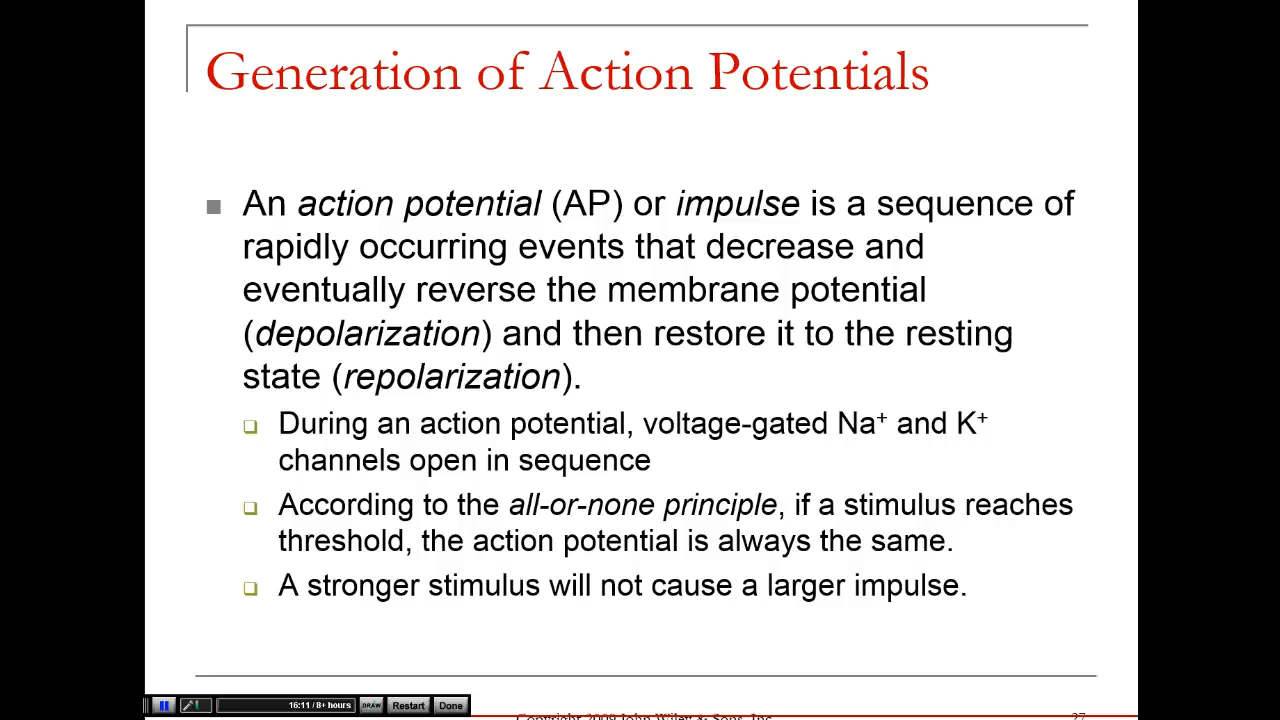 Generation of Action Potentials
An action potential (AP) or impulse is a sequence of
rapidly occurring events that decrease and
eventually reverse the membrane potential
(depolarization) and then restore it to the resting
state (repolarization).
During an action potential, voltage-gated Na⁺ and K⁺
channels open in sequence
According to the all-or-none principle, if a stimulus reaches
threshold, the action potential is always the same.
A stronger stimulus will not cause a larger impulse.
16:11 / 8+ hours DRAW Restart Done
Copyright 2009 John Wiley & Sons, Inc. 27